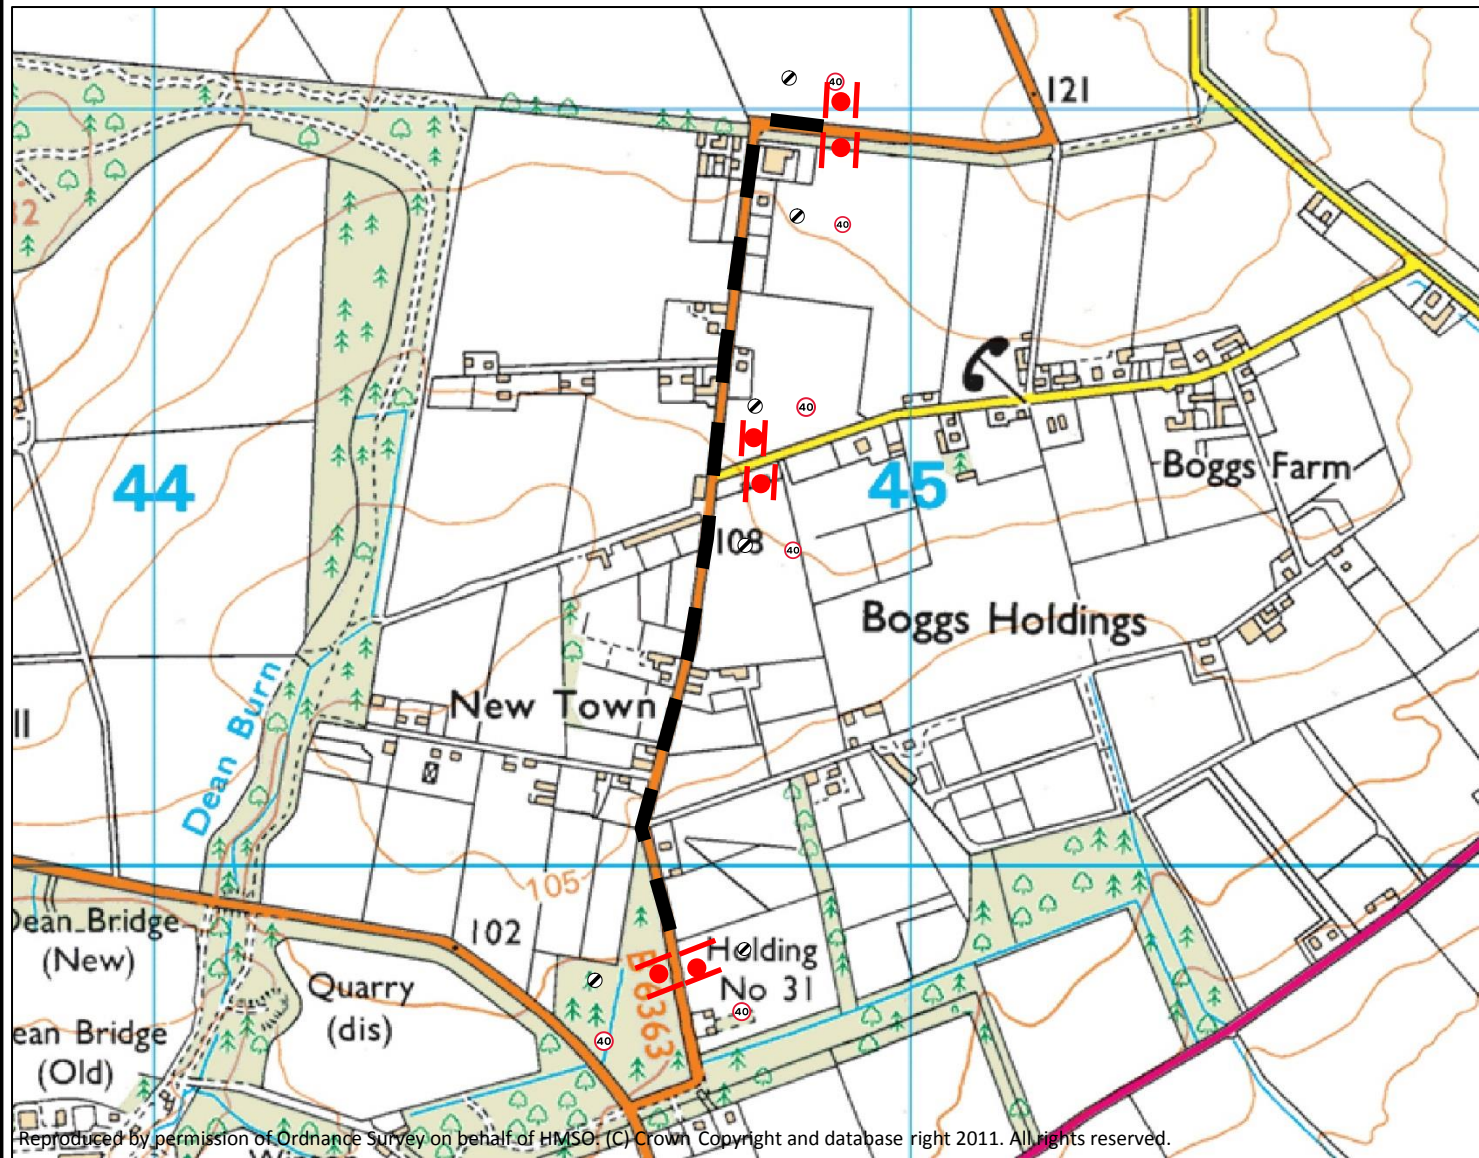 40
121
32
40
40
44
45
Boggs Farm
108
40
Boggs Holdings
New Town
Dean Burn
105
102
Dean Bridge
(New)
Holding
No 31
B6363
Quarry
(dis)
40
40
ean Bridge
(Old)
Reproduced by permission of Ordnance Survey on behalf of HMSO. (C) Crown Copyright and database right 2011. All rights reserved.